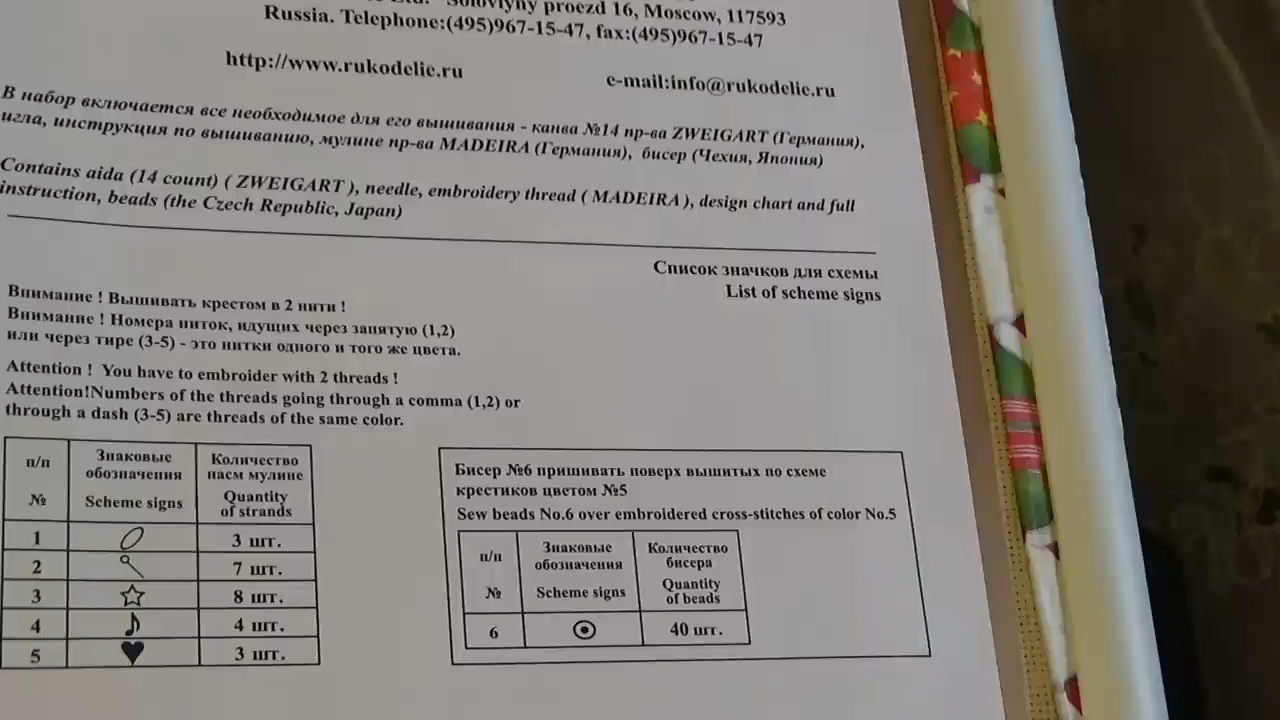 Soloviyny proezd 16, Moscow, 117593
Russia. Telephone:(495)967-15-47, fax:(495)967-15-47
http://www.rukodelie.ru e-mail:info@rukodelie.ru
В набор включается все необходимое для его вышивания - канва №14 пр-ва ZWEIGART (Германия),
игла, инструкция по вышиванию, мулине пр-ва MADEIRA (Германия), бисер (Чехия, Япония)
Contains aida (14 count) ( ZWEIGART ), needle, embroidery thread ( MADEIRA ), design chart and full
instruction, beads (the Czech Republic, Japan)
Список значков для схемы
List of scheme signs
Внимание ! Вышивать крестом в 2 нити !
Внимание ! Номера ниток, идущих через запятую (1,2)
или через тире (3-5) - это нитки одного и того же цвета.
Attention ! You have to embroider with 2 threads !
Attention!Numbers of the threads going through a comma (1,2) or
through a dash (3-5) are threads of the same color.
п/п Знаковые Количество
обозначения пасм мулине
№ Scheme signs Quantity
of strands
1 3 шт.
2 7 шт.
3 8 шт.
4 4 шт.
5 3 шт.
Бисер №6 пришивать поверх вышитых по схеме
крестиков цветом №5
Sew beads No.6 over embroidered cross-stitches of color No.5
п/п Знаковые Количество
обозначения бисера
№ Scheme signs Quantity
of beads
6 40 шт.